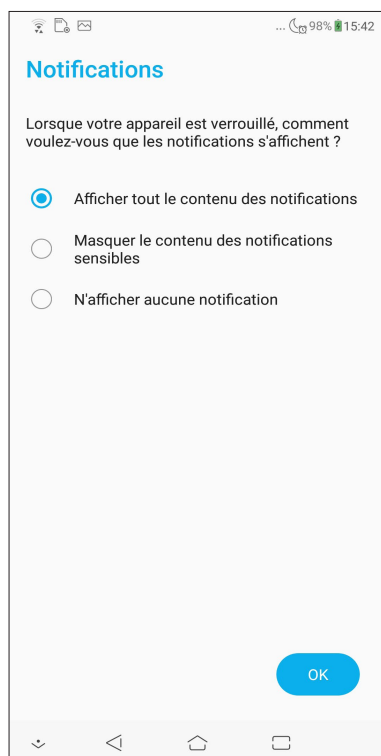 ... 98% 15:42
Notifications
Lorsque votre appareil est verrouillé, comment
voulez-vous que les notifications s'affichent ?
Afficher tout le contenu des notifications
Masquer le contenu des notifications
sensibles
N'afficher aucune notification
OK